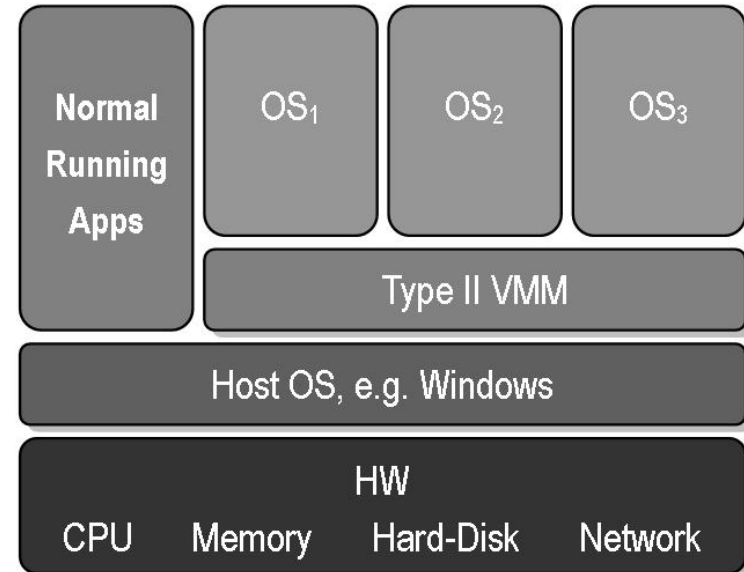 Normal
Running
Apps
OS₁
OS₂
OS₃
Type II VMM
Host OS, e.g. Windows
HW
CPU Memory Hard-Disk Network